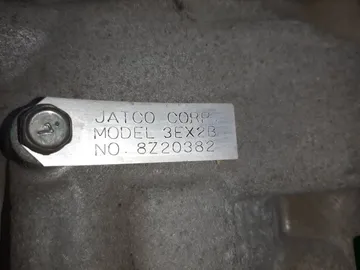 JATCO CORP
MODEL 3EX2B
NO. 8Z20382